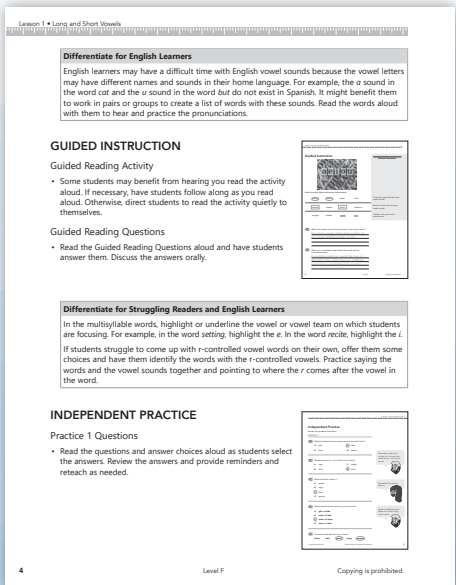 Lesson 1 • Long and Short Vowels
Differentiate for English Learners
English learners may have a difficult time with English vowel sounds because the vowel letters
may have different names and sounds in their home language. For example, the a sound in
the word cat and the u sound in the word but do not exist in Spanish. It might benefit them
to work in pairs or groups to create a list of words with these sounds. Read the words aloud
with them to hear and practice the pronunciations.
GUIDED INSTRUCTION
Guided Reading Activity
• Some students may benefit from hearing you read the activity
aloud. If necessary, have students follow along as you read
aloud. Otherwise, direct students to read the activity quietly to
themselves.
Guided Reading Questions
• Read the Guided Reading Questions aloud and have students
answer them. Discuss the answers orally.
Guided Instruction
Differentiate for Struggling Readers and English Learners
In the multisyllable words, highlight or underline the vowel or vowel team on which students
are focusing. For example, in the word setting, highlight the e. In the word recite, highlight the i.
If students struggle to come up with r-controlled vowel words on their own, offer them some
choices and have them identify the words with the r-controlled vowels. Practice saying the
words and the vowel sounds together and pointing to where the r comes after the vowel in
the word.
INDEPENDENT PRACTICE
Practice 1 Questions
• Read the questions and answer choices aloud as students select
the answers. Review the answers and provide reminders and
reteach as needed.
Independent Practice
4
Level F
Copying is prohibited.